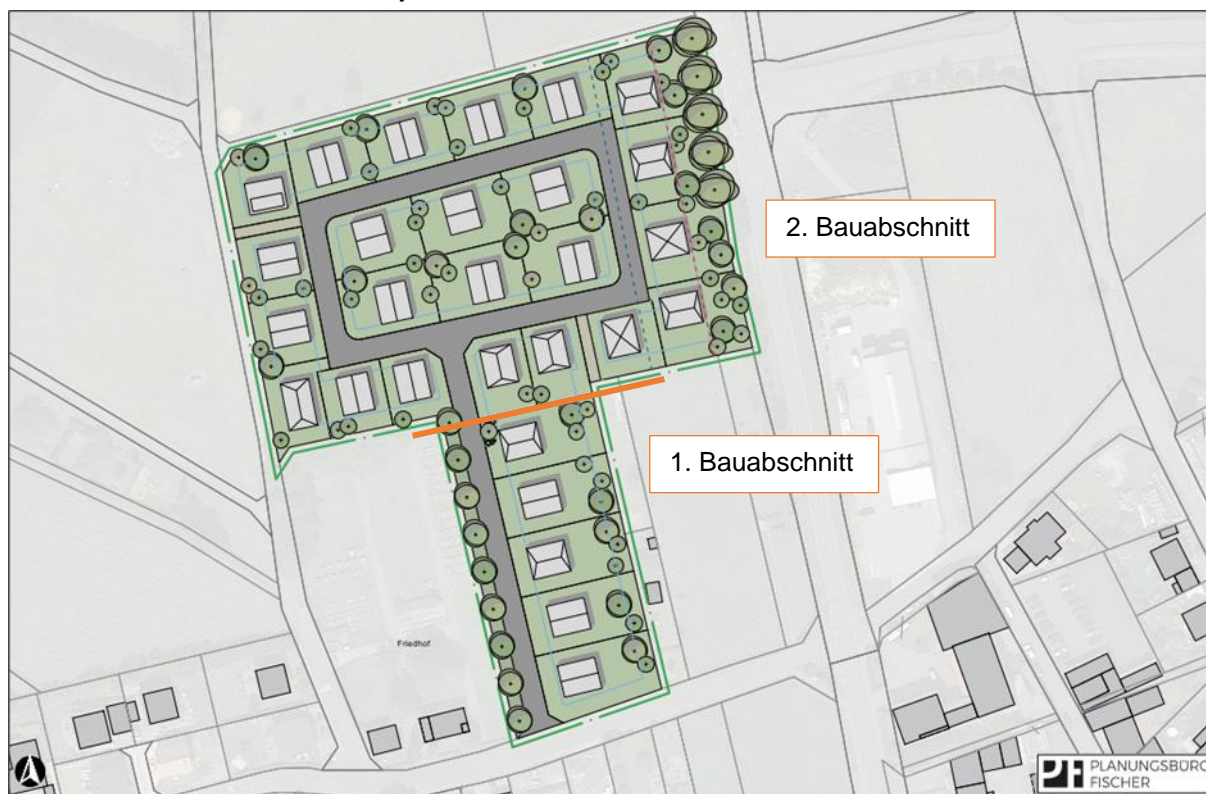 2. Bauabschnitt
1. Bauabschnitt
Friedhof
PLANUNGSBÜRO
FISCHER